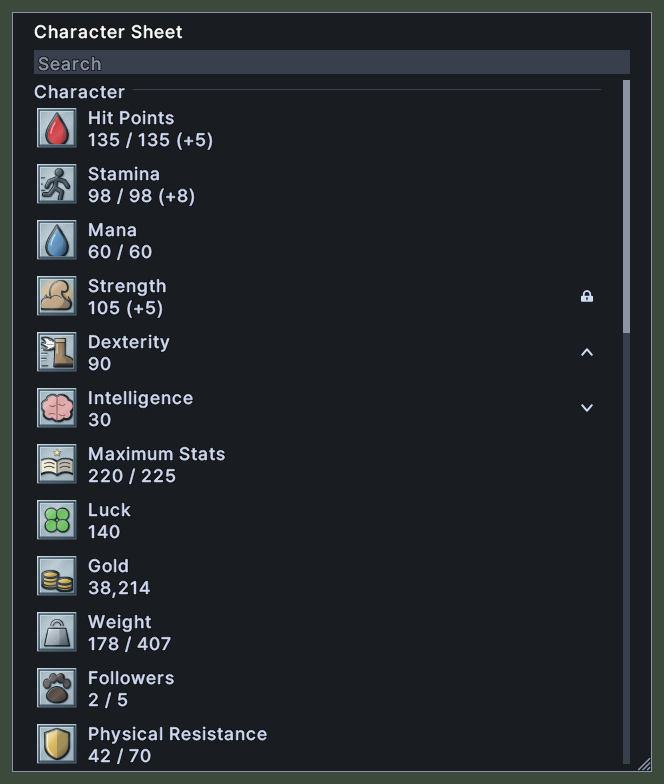 Character Sheet
Search
Character
Hit Points
135 / 135 (+5)
Stamina
98 / 98 (+8)
Mana
60 / 60
Strength
105 (+5)
Dexterity
90
Intelligence
30
Maximum Stats
220 / 225
Luck
140
Gold
38,214
Weight
178 / 407
Followers
2 / 5
Physical Resistance
42 / 70